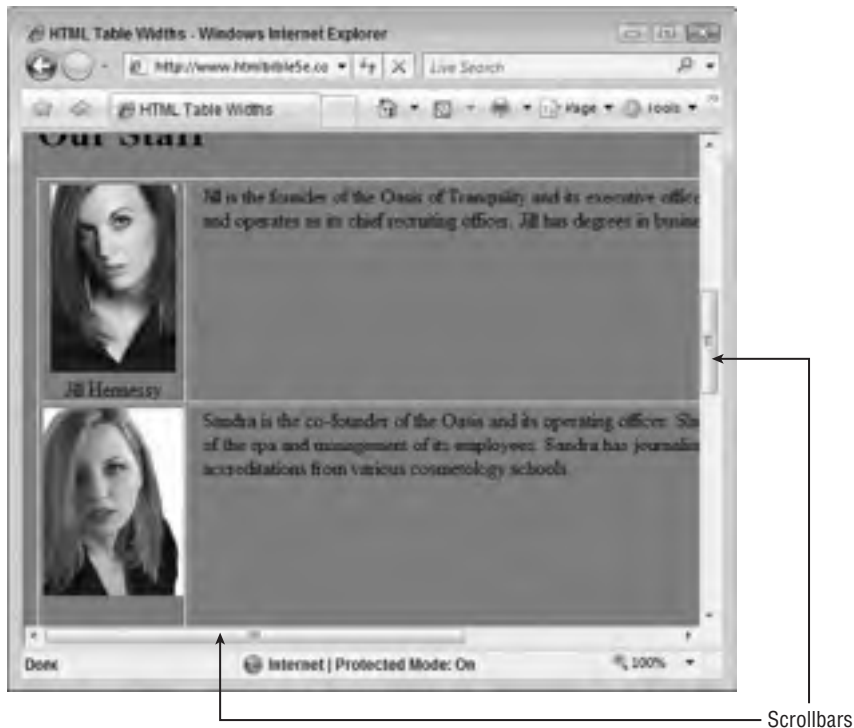 HTML Table Widths - Windows Internet Explorer
http://www.htmlbible5e.co
Live Search
HTML Table Widths
Page
Tools
Our Staff
Jill is the founder of the Oasis of Tranquility and its executive office
and operates as its chief recruiting officer. Jill has degrees in busine
Jill Hennessy
Sandra is the co-founder of the Oasis and its operating officer. She
of the spa and management of its employees. Sandra has journalism
accreditations from various cosmetology schools.
Done
Internet | Protected Mode: On
100%
Scrollbars